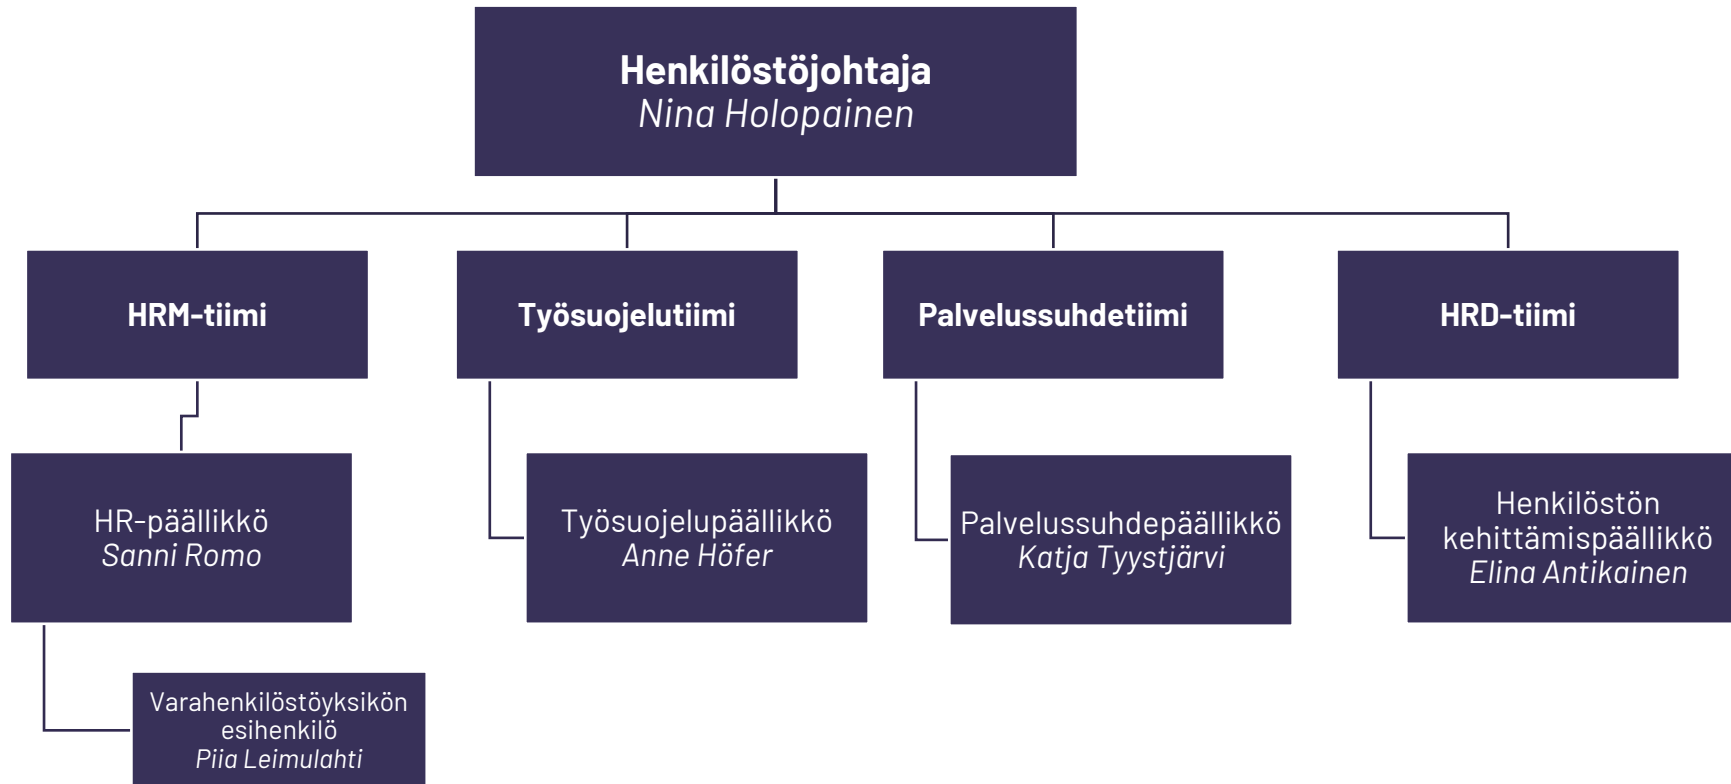 Henkilöstöjohtaja
Nina Holopainen
HRM-tiimi
Työsuojelutiimi
Palvelussuhdetiimi
HRD-tiimi
HR-päällikkö
Sanni Romo
Työsuojelupäällikkö
Anne Höfer
Palvelussuhdepäällikkö
Katja Tyystjärvi
Henkilöstön
kehittämispäällikkö
Elina Antikainen
Varahenkilöstöyksikön
esihenkilö
Piia Leimulahti